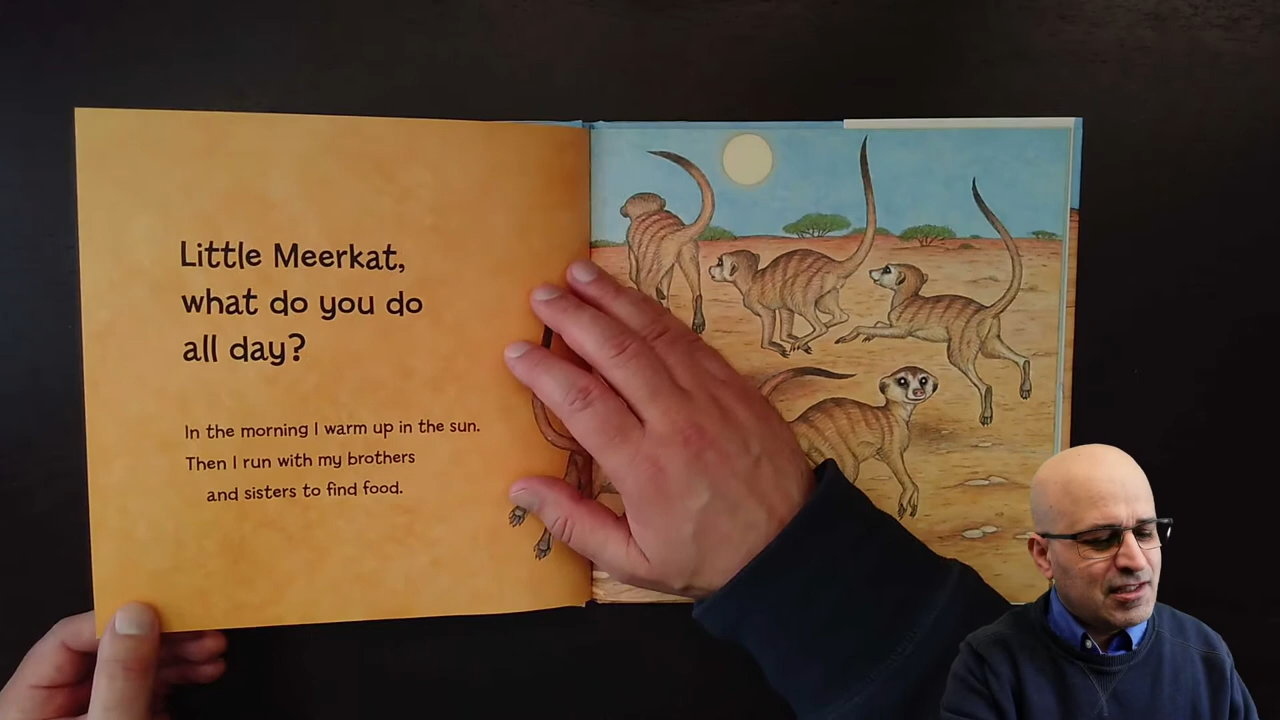 Little Meerkat,
what do you do
all day?
In the morning I warm up in the sun.
Then I run with my brothers
and sisters to find food.